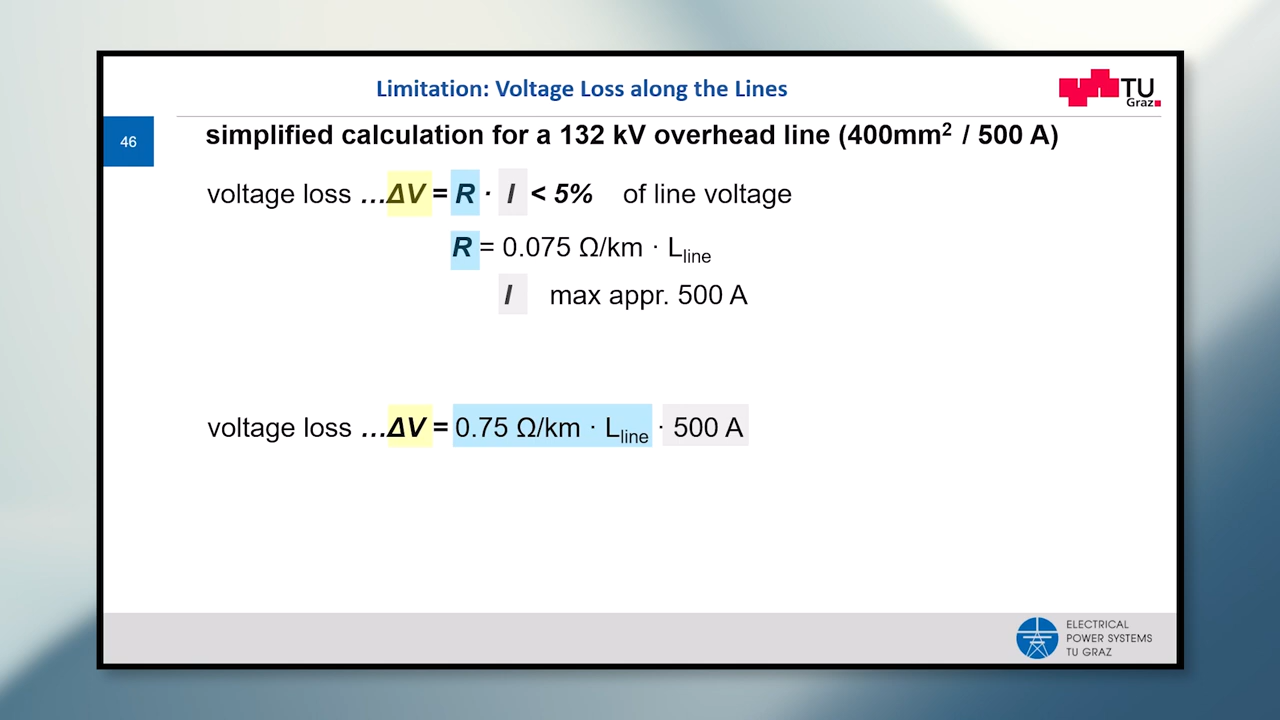 Limitation: Voltage Loss along the Lines
TU
Graz
46
simplified calculation for a 132 kV overhead line (400mm² / 500 A)
voltage loss ...ΔV = R · I < 5% of line voltage
R = 0.075 Ω/km · Lline
I max appr. 500 A
voltage loss ...ΔV = 0.75 Ω/km · Lline · 500 A
ELECTRICAL
POWER SYSTEMS
TU GRAZ